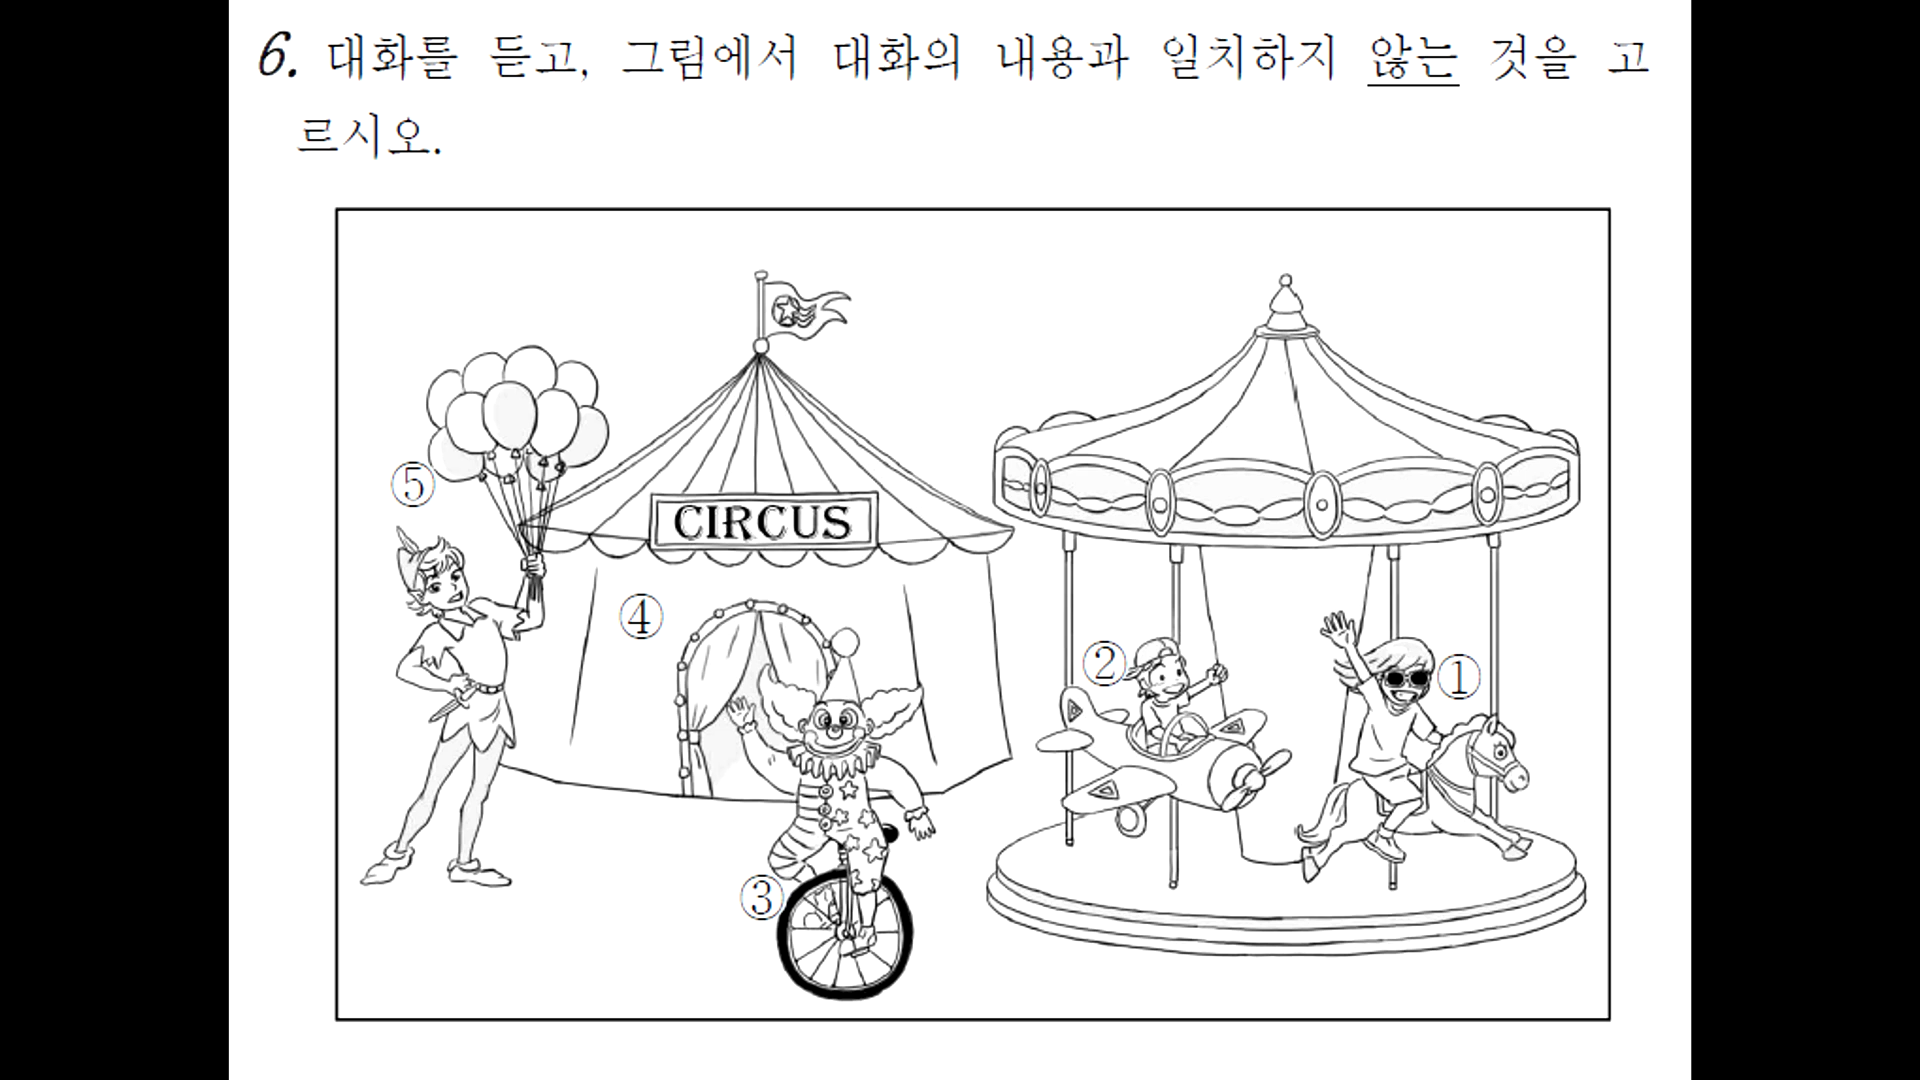 6. 대화를 듣고, 그림에서 대화의 내용과 일치하지 않는 것을 고
르시오.
⑤
CIRCUS
④
②
①
③